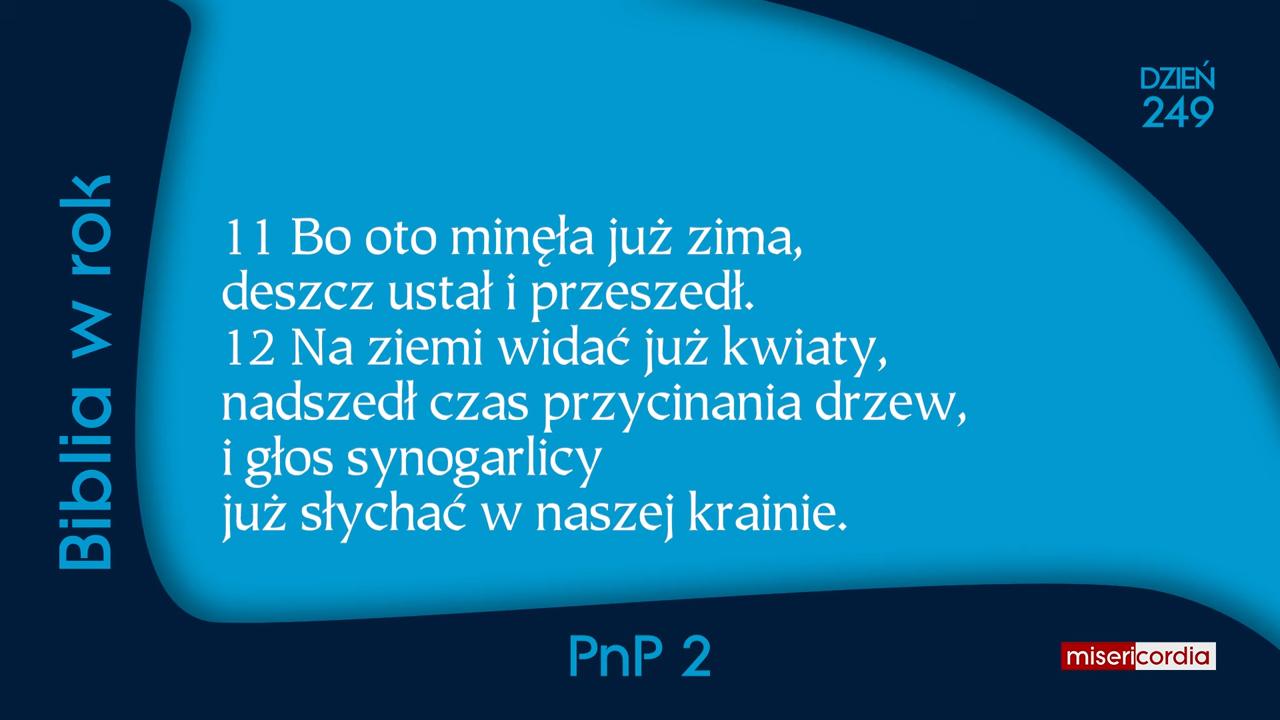 DZIEŃ
249
Biblia w rok
11 Bo oto minęła już zima,
deszcz ustał i przeszedł.
12 Na ziemi widać już kwiaty,
nadszedł czas przycinania drzew,
i głos synogarlicy
już słychać w naszej krainie.
PnP 2
misericordia